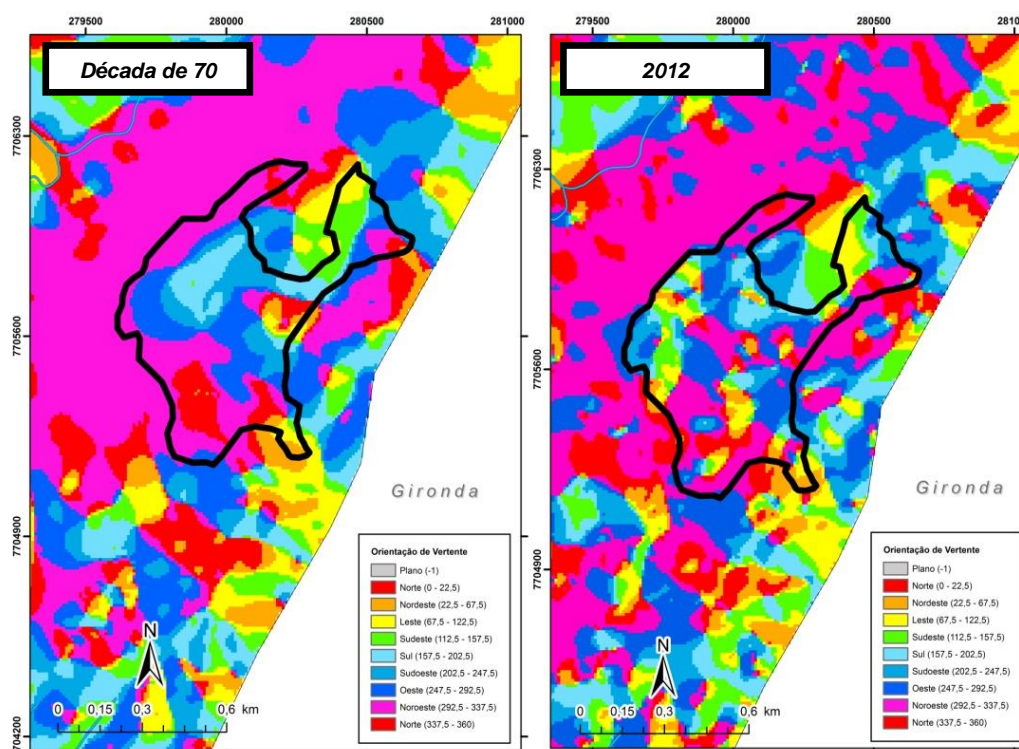 279500 280000 280500 281000
Década de 70
7706300
7705600
7704900
7704200
Gironda
Orientação de Vertente
Plano (-1)
Norte (0 - 22,5)
Nordeste (22,5 - 67,5)
Leste (67,5 - 122,5)
Sudeste (112,5 - 157,5)
Sul (157,5 - 202,5)
Sudoeste (202,5 - 247,5)
Oeste (247,5 - 292,5)
Noroeste (292,5 - 337,5)
Norte (337,5 - 360)
N
0 0,15 0,3 0,6 km
279500 280000 280500 2810
2012
7706300
7705600
7704900
Gironda
Orientação de Vertente
Plano (-1)
Norte (0 - 22,5)
Nordeste (22,5 - 67,5)
Leste (67,5 - 122,5)
Sudeste (112,5 - 157,5)
Sul (157,5 - 202,5)
Sudoeste (202,5 - 247,5)
Oeste (247,5 - 292,5)
Noroeste (292,5 - 337,5)
Norte (337,5 - 360)
N
0 0,15 0,3 0,6 km